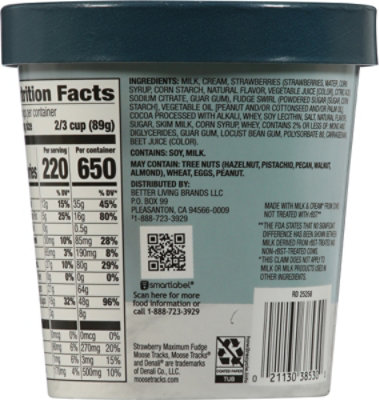 trition Facts
per container
size 2/3 cup (89g)
Per serving Per container
220 650
% DV* % DV*
15% 35g 45%
25% 16g 80%
0g 0.5g
10% 85mg 28%
3% 190mg 8%
10% 80g 29%
0g
64g
32% 48g 96%
8g
0% 0mcg 0%
6% 270mg 20%
6% 3mg 15%
4% 500mg 10%
INGREDIENTS: MILK, CREAM, STRAWBERRIES (STRAWBERRIES, WATER, CORN
SYRUP, CORN STARCH, NATURAL FLAVOR, VEGETABLE JUICE [COLOR], CITRIC ACID,
SODIUM CITRATE, GUAR GUM), FUDGE SWIRL (POWDERED SUGAR [SUGAR, CORN
STARCH], VEGETABLE OIL [PEANUT AND/OR COTTONSEED AND/OR PALM OIL],
COCOA PROCESSED WITH ALKALI, WHEY, SOY LECITHIN, SALT, NATURAL FLAVOR),
SUGAR, SKIM MILK, CORN SYRUP, WHEY, CONTAINS 2% OR LESS OF MONO AND
DIGLYCERIDES, GUAR GUM, LOCUST BEAN GUM, POLYSORBATE 80, CARRAGEENAN,
BEET JUICE (COLOR).
CONTAINS: SOY, MILK.
MAY CONTAIN: TREE NUTS (HAZELNUT, PISTACHIO, PECAN, WALNUT,
ALMOND), WHEAT, EGGS, PEANUT.
DISTRIBUTED BY:
BETTER LIVING BRANDS LLC
P.O. BOX 99
PLEASANTON, CA 94566-0009
1-888-723-3929
smartlabel®
Scan here for more
food information or
call 1-888-723-3929
MADE WITH MILK & CREAM* FROM COWS
NOT TREATED WITH rBST**
** THE FDA STATES THAT NO SIGNIFICANT
DIFFERENCE HAS BEEN SHOWN BETWEEN
MILK DERIVED FROM rBST-TREATED AND
NON-rBST-TREATED COWS.
*THIS CLAIM DOES NOT APPLY TO
MILK OR MILK PRODUCTS USED IN
OTHER INGREDIENTS.
RD 25258
Strawberry Maximum Fudge
Moose Tracks, Moose Tracks®
and Denali® are trademarks
of Denali Co., LLC.
moosetracks.com
COATED PAPER
TUB
0 21130 38530